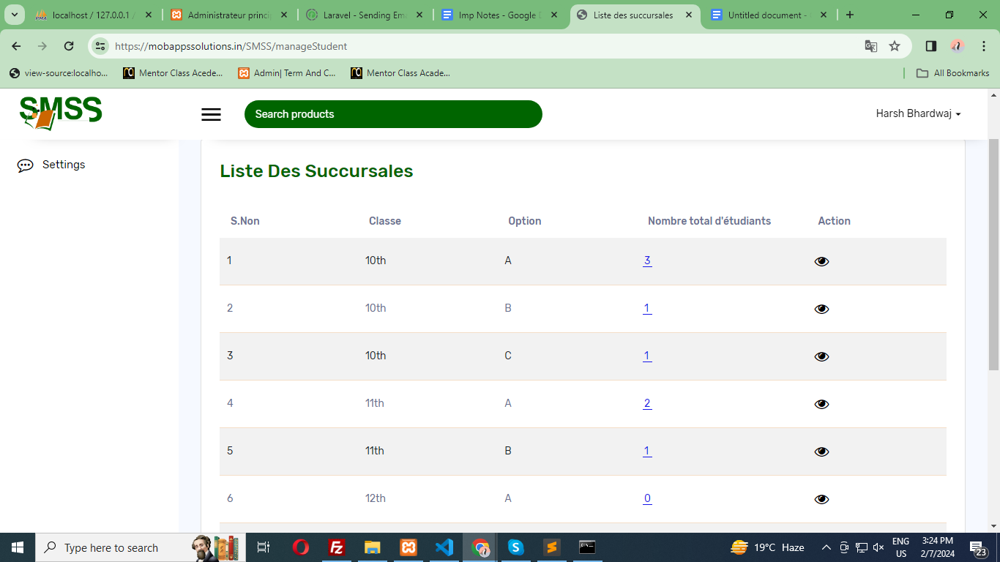 localhost / 127.0.0.1 /
Administrateur princip
Laravel - Sending Ema
Imp Notes - Google D
Liste des succursales
Untitled document -
https://mobappssolutions.in/SMSS/manageStudent
view-source:localho...
Mentor Class Acede...
Admin| Term And C...
Mentor Class Acade...
All Bookmarks
SMSS
Search products
Harsh Bhardwaj
Settings
Liste Des Succursales
S.Non Classe Option Nombre total d'étudiants Action
1 10th A 3
2 10th B 1
3 10th C 1
4 11th A 2
5 11th B 1
6 12th A 0
Type here to search
19°C Haze
ENG
US
3:24 PM
2/7/2024
23